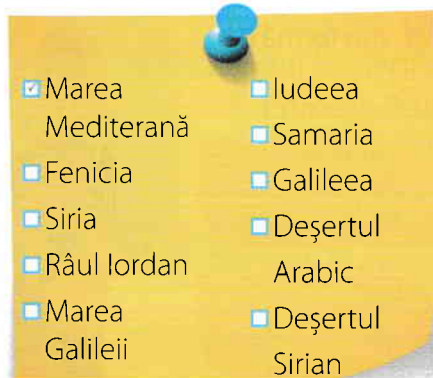 Marea
Mediterană
Fenicia
Siria
Râul Iordan
Marea
Galileii
Iudeea
Samaria
Galileea
Deșertul
Arabic
Deșertul
Sirian